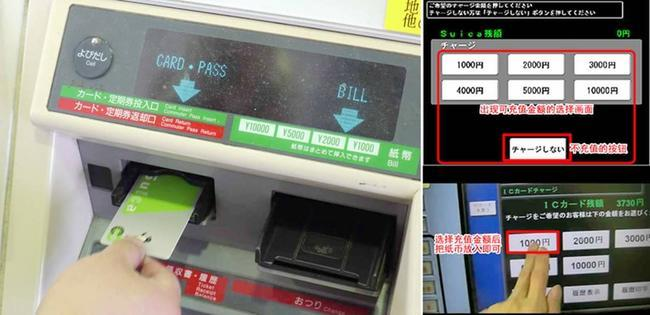 よびだし
Call
CARD・PASS
BILL
カード・定期券投入口 Card Insert Commuter Pass Insert
カード・定期券返却口 Card Return Commuter Pass Return
¥10000 ¥5000 ¥2000 ¥1000
紙幣
Bill
紙幣はまとめて挿入できます
領収書・履歴
Ticket
Receipt
Balance
おつり Change
ご希望のチャージ金額を押してください
チャージしない方は「チャージしない」ボタンを押してください
Suica残額 0円
チャージ
1000円 2000円 3000円
4000円 5000円 10000円
出现可充值金额的选择画面
チャージしない
不充值的按钮
ICカードチャージ
ICカード残額 3730円
チャージをご希望のお客様は下の金額をお選びく
选择充值金额后
把纸币放入即可
1000円 2000円 3000円
10000円
履歴表示